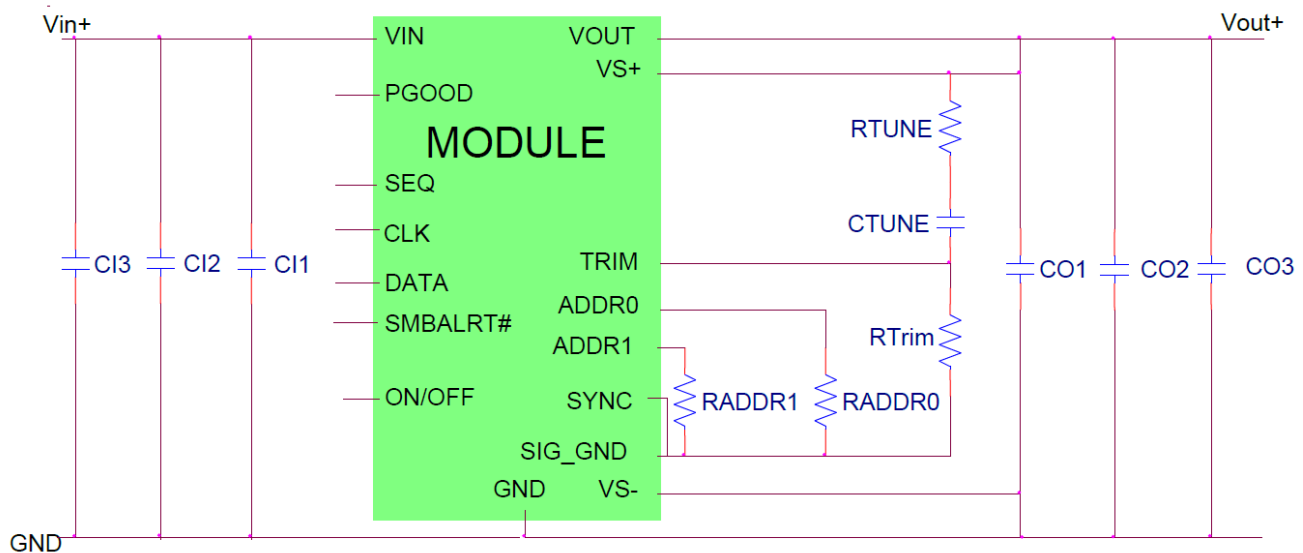 Vin+
Vout+
VIN
VOUT
VS+
PGOOD
MODULE
RTUNE
SEQ
CTUNE
CLK
TRIM
CI3
CI2
CI1
CO1
CO2
CO3
DATA
ADDR0
SMBALRT#
RTrim
ADDR1
ON/OFF
SYNC
RADDR1
RADDR0
SIG_GND
GND
VS-
GND